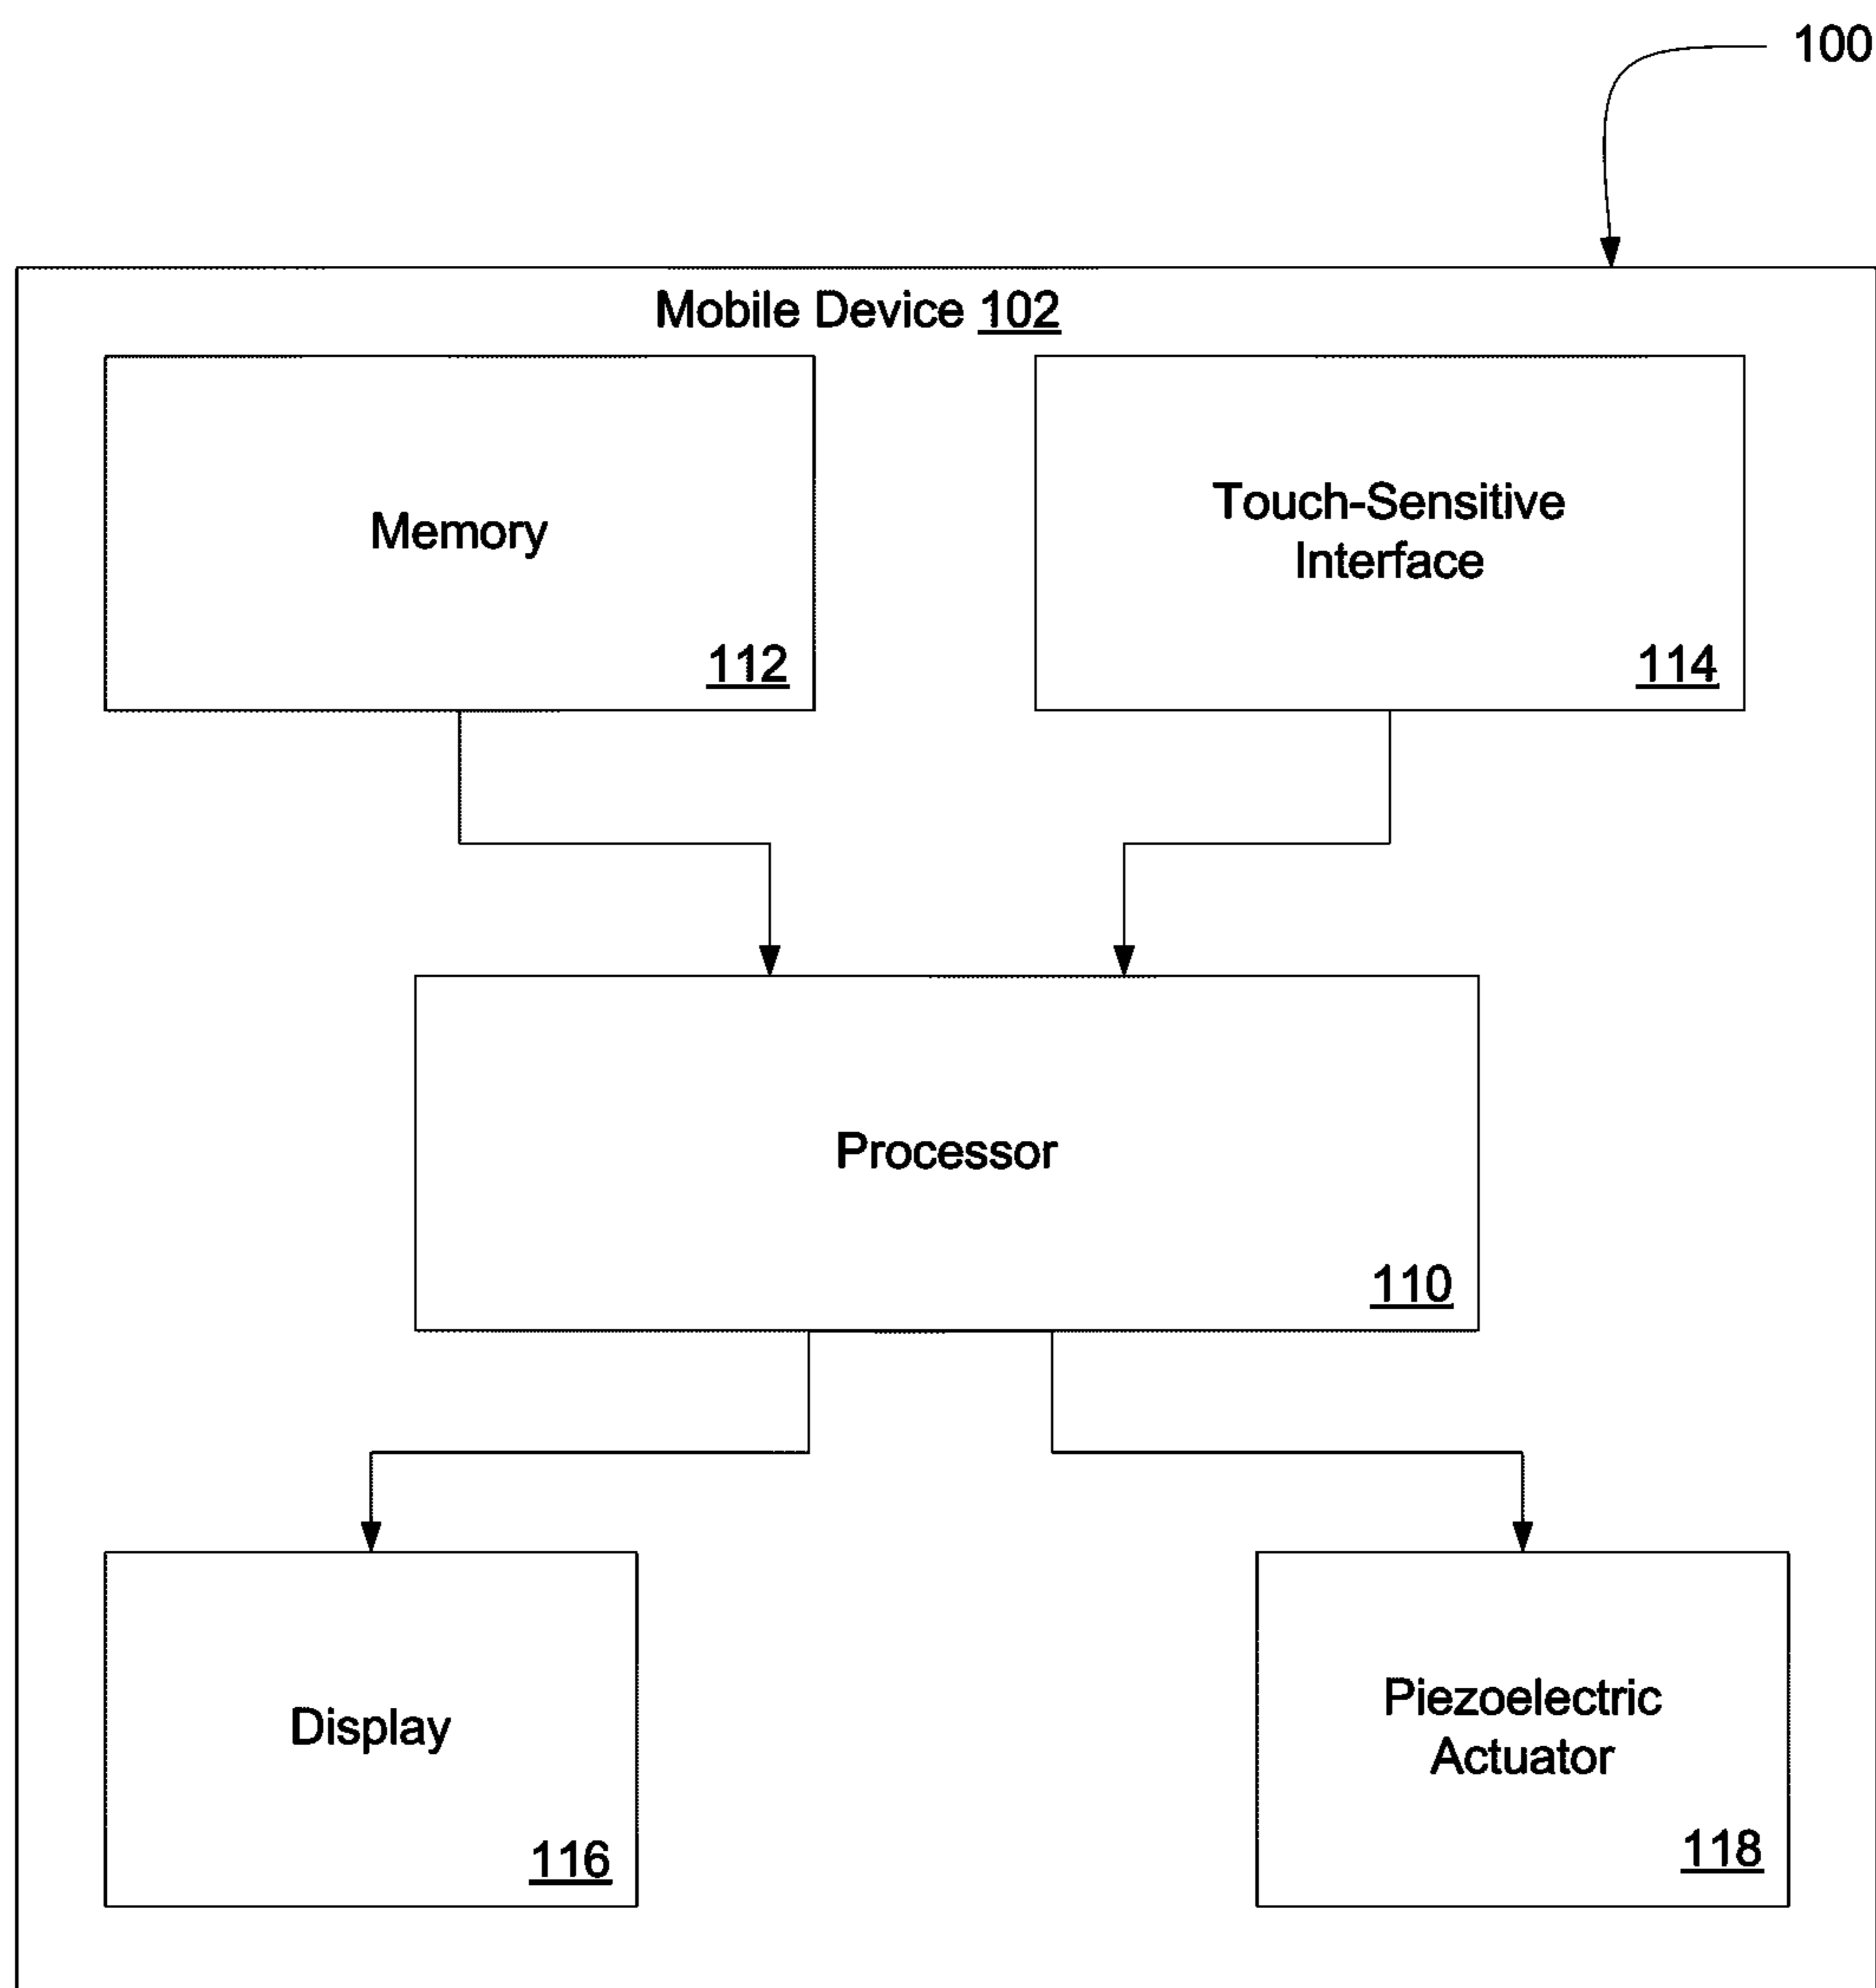 100
Mobile Device 102
Memory
112
Touch-Sensitive
Interface
114
Processor
110
Display
116
Piezoelectric
Actuator
118